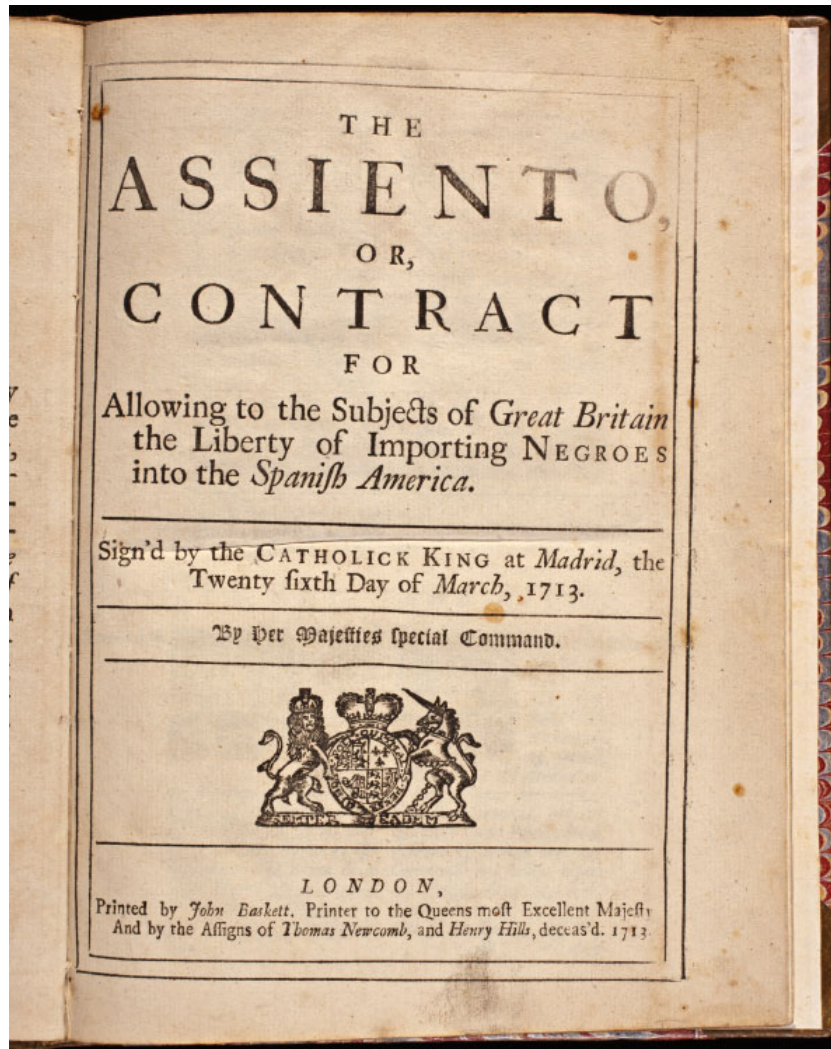 THE
ASSIENTO,
OR,
CONTRACT
FOR
Allowing to the Subjects of Great Britain
the Liberty of Importing NEGROES
into the Spaniſh America.
Sign'd by the CATHOLICK KING at Madrid, the
Twenty ſixth Day of March, 1713.
By Her Majeſties ſpecial Command.
SEMPER EADEM
LONDON,
Printed by John Baskett, Printer to the Queens moſt Excellent Majeſty
And by the Aſſigns of Thomas Newcomb, and Henry Hills, deceas'd. 1713.